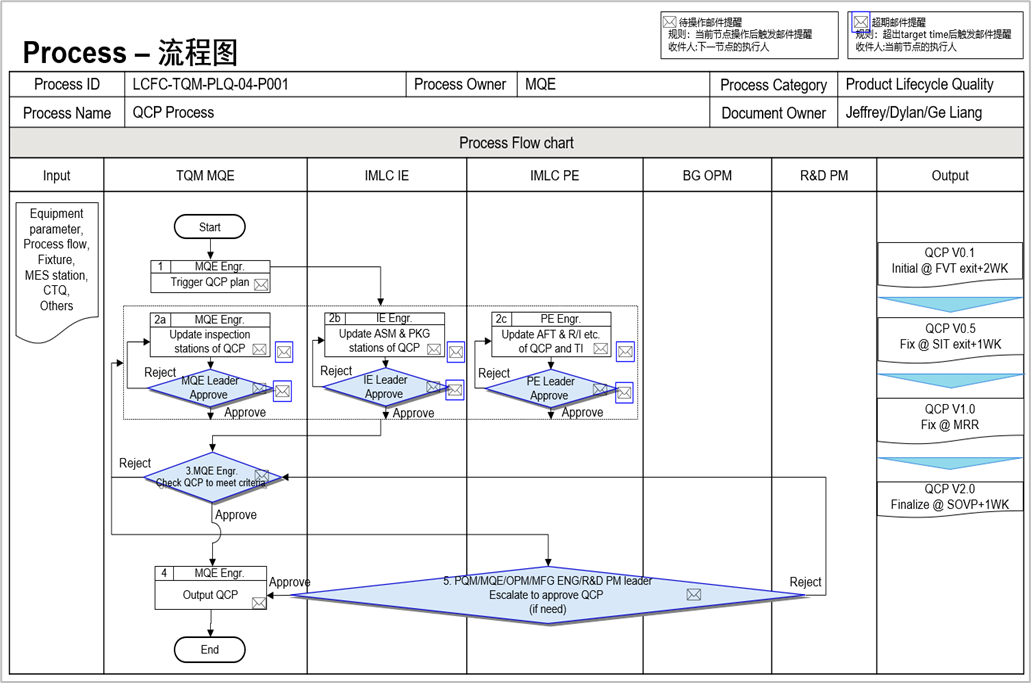 待操作邮件提醒
规则：当前节点操作后触发邮件提醒
收件人:下一节点的执行人
超期邮件提醒
规则：超出target time后触发邮件提醒
收件人:当前节点的执行人
Process – 流程图
Process ID
LCFC-TQM-PLQ-04-P001
Process Owner
MQE
Process Category
Product Lifecycle Quality
Process Name
QCP Process
Document Owner
Jeffrey/Dylan/Ge Liang
Process Flow chart
Input
TQM MQE
IMLC IE
IMLC PE
BG OPM
R&D PM
Output
Equipment
parameter,
Process flow,
Fixture,
MES station,
CTQ,
Others
Start
1
MQE Engr.
Trigger QCP plan
2a
MQE Engr.
Update inspection
stations of QCP
2b
IE Engr.
Update ASM & PKG
stations of QCP
2c
PE Engr.
Update AFT & R/I etc.
of QCP and TI
Reject
MQE Leader
Approve
Approve
Reject
IE Leader
Approve
Approve
Reject
PE Leader
Approve
Approve
Reject
3.MQE Engr.
Check QCP to meet criteria
Approve
4
MQE Engr.
Output QCP
Approve
5. PQM/MQE/OPM/MFG ENG/R&D PM leader
Escalate to approve QCP
(if need)
Reject
End
QCP V0.1
Initial @ FVT exit+2WK
QCP V0.5
Fix @ SIT exit+1WK
QCP V1.0
Fix @ MRR
QCP V2.0
Finalize @ SOVP+1WK